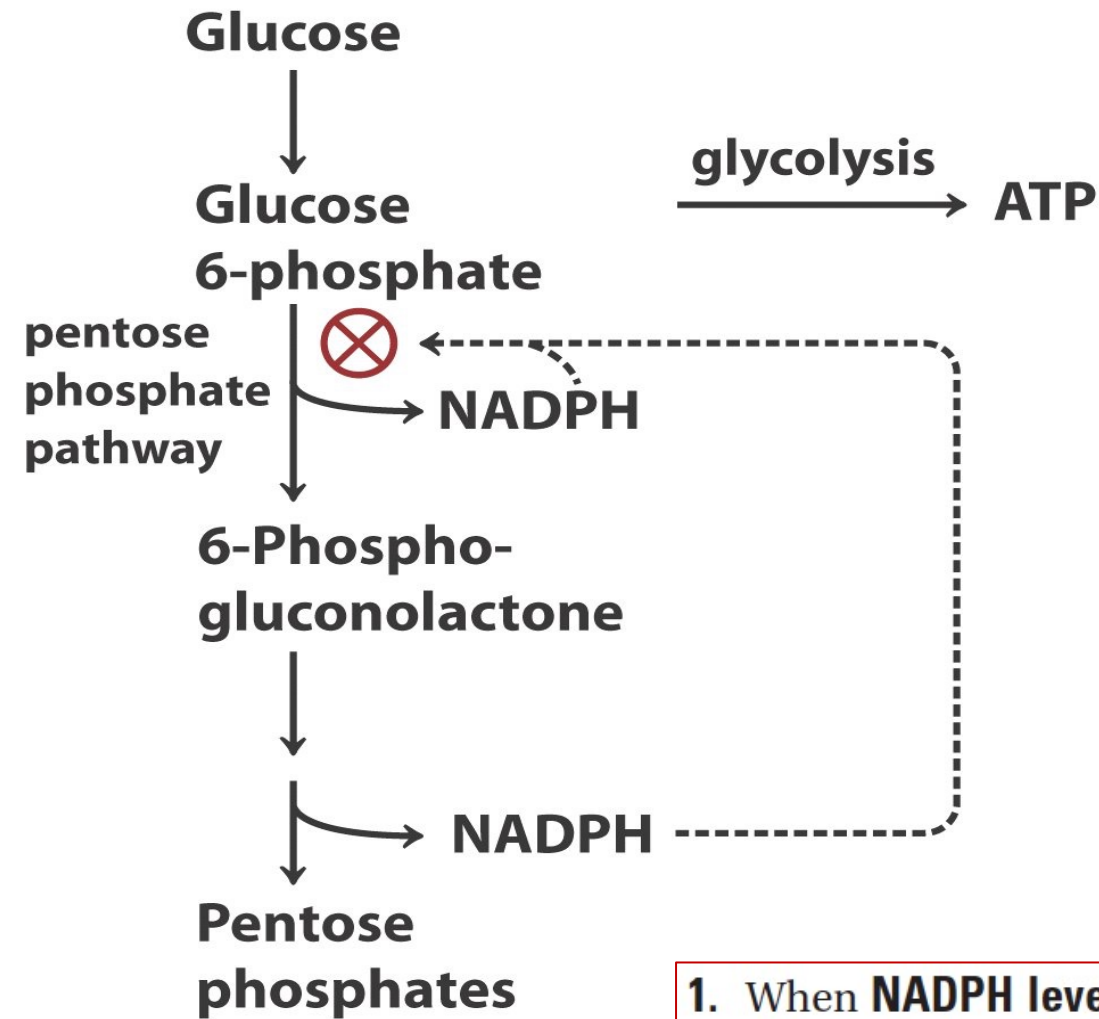 Glucose
glycolysis
ATP
Glucose
6-phosphate
pentose
phosphate
pathway
NADPH
6-Phospho-
gluconolactone
NADPH
Pentose
phosphates
1. When NADPH leve